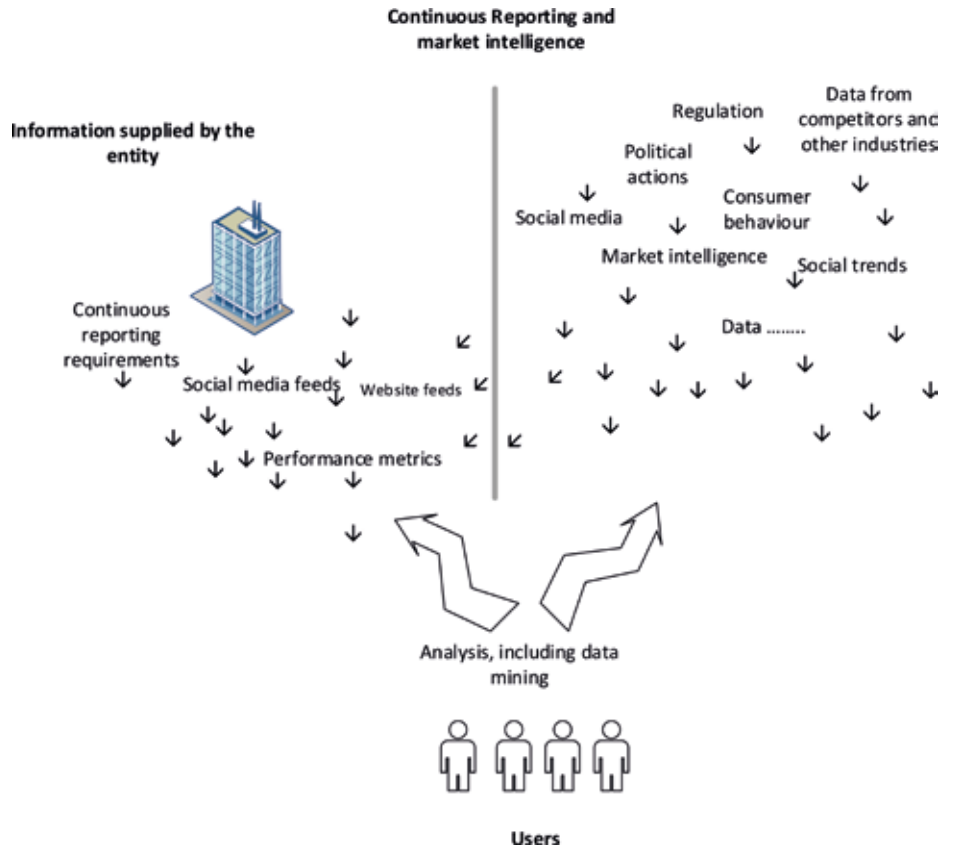 Continuous Reporting and
market intelligence
Information supplied by the
entity
Regulation
Data from
competitors and
other industries
Political
actions
Social media
Consumer
behaviour
Market intelligence
Social trends
Data ........
Continuous
reporting
requirements
Social media feeds
Website feeds
Performance metrics
Analysis, including data
mining
Users